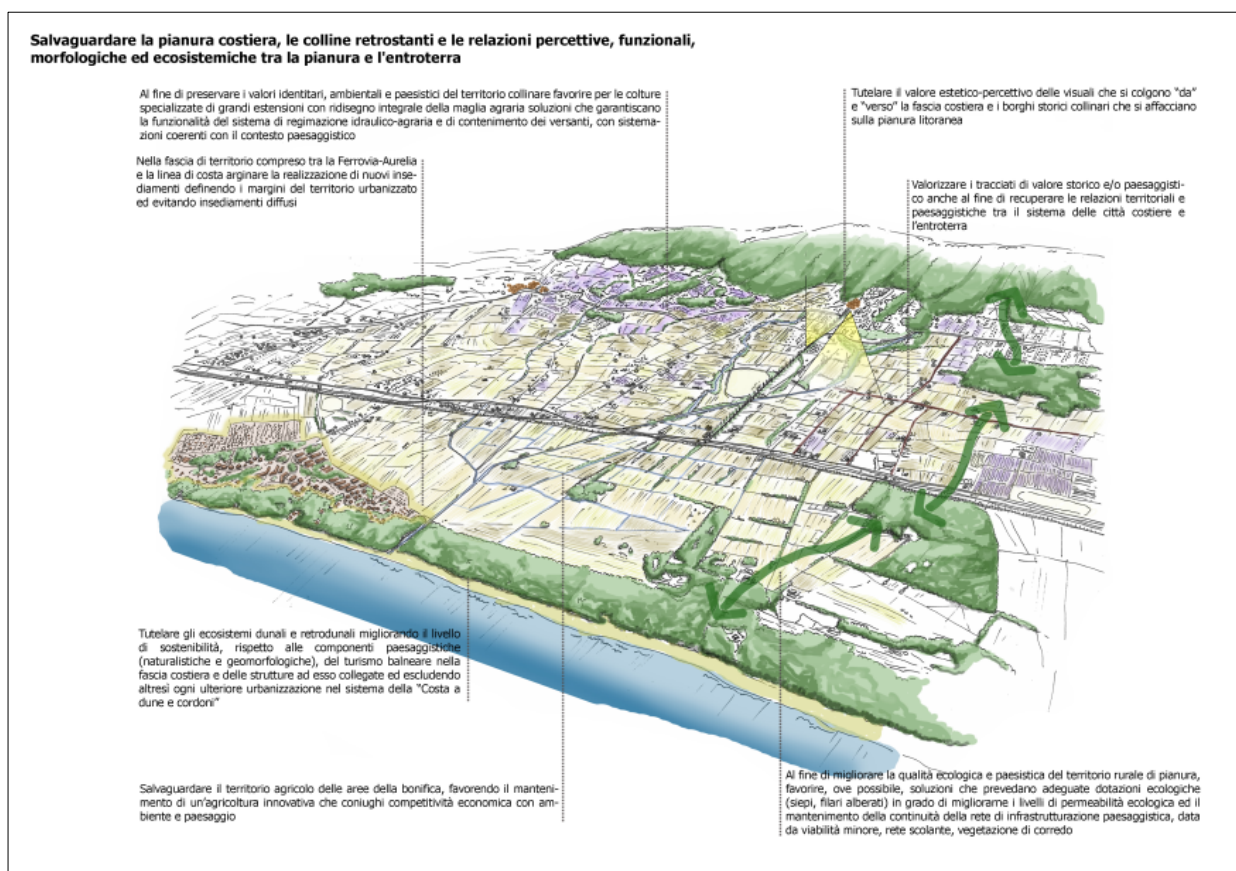 Salvaguardare la pianura costiera, le colline retrostanti e le relazioni percettive, funzionali,
morfologiche ed ecosistemiche tra la pianura e l'entroterra
Al fine di preservare i valori identitari, ambientali e paesistici del territorio collinare favorire per le colture
specializzate di grandi estensioni con ridisegno integrale della maglia agraria soluzioni che garantiscano
la funzionalità del sistema di regimazione idraulico-agraria e di contenimento dei versanti, con sistema-
zioni coerenti con il contesto paesaggistico
Tutelare il valore estetico-percettivo delle visuali che si colgono “da”
e “verso” la fascia costiera e i borghi storici collinari che si affacciano
sulla pianura litoranea
Nella fascia di territorio compreso tra la Ferrovia-Aurelia
e la linea di costa arginare la realizzazione di nuovi inse-
diamenti definendo i margini del territorio urbanizzato
ed evitando insediamenti diffusi
Valorizzare i tracciati di valore storico e/o paesaggisti-
co anche al fine di recuperare le relazioni territoriali e
paesaggistiche tra il sistema delle città costiere e
l'entroterra
Tutelare gli ecosistemi dunali e retrodunali migliorando il livello
di sostenibilità, rispetto alle componenti paesaggistiche
(naturalistiche e geomorfologiche), del turismo balneare nella
fascia costiera e delle strutture ad esso collegate ed escludendo
altresì ogni ulteriore urbanizzazione nel sistema della “Costa a
dune e cordoni”
Salvaguardare il territorio agricolo delle aree della bonifica, favorendo il manteni-
mento di un'agricoltura innovativa che coniughi competitività economica con am-
biente e paesaggio
Al fine di migliorare la qualità ecologica e paesistica del territorio rurale di pianura,
favorire, ove possibile, soluzioni che prevedano adeguate dotazioni ecologiche
(siepi, filari alberati) in grado di migliorarne i livelli di permeabilità ecologica ed il
mantenimento della continuità della rete di infrastrutturazione paesaggistica, data
da viabilità minore, rete scolante, vegetazione di corredo